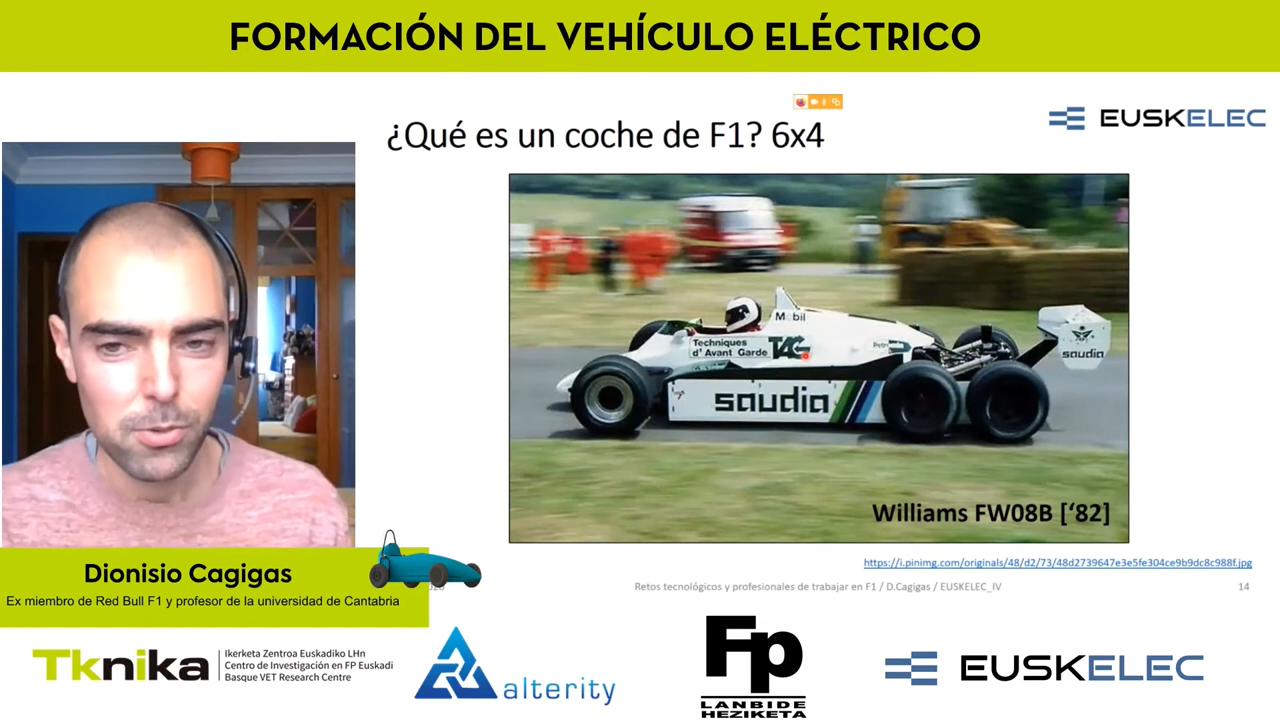 FORMACIÓN DEL VEHÍCULO ELÉCTRICO
¿Qué es un coche de F1? 6x4
EUSKELEC
Mobil
Techniques
d'Avant Garde
TAG
saudia
saudia
Williams FW08B ['82]
https://i.pinimg.com/originals/48/d2/73/48d2739647e3e5fe304ce9b9dc8c988f.jpg
Retos tecnológicos y profesionales de trabajar en F1 / D.Cagigas / EUSKELEC_IV
14
Dionisio Cagigas
Ex miembro de Red Bull F1 y profesor de la universidad de Cantabria
Tknika
Ikerketa Zentroa Euskadiko LHn
Centro de Investigación en FP Euskadi
Basque VET Research Centre
alterity
Fp
LANBIDE
HEZIKETA
EUSKELEC